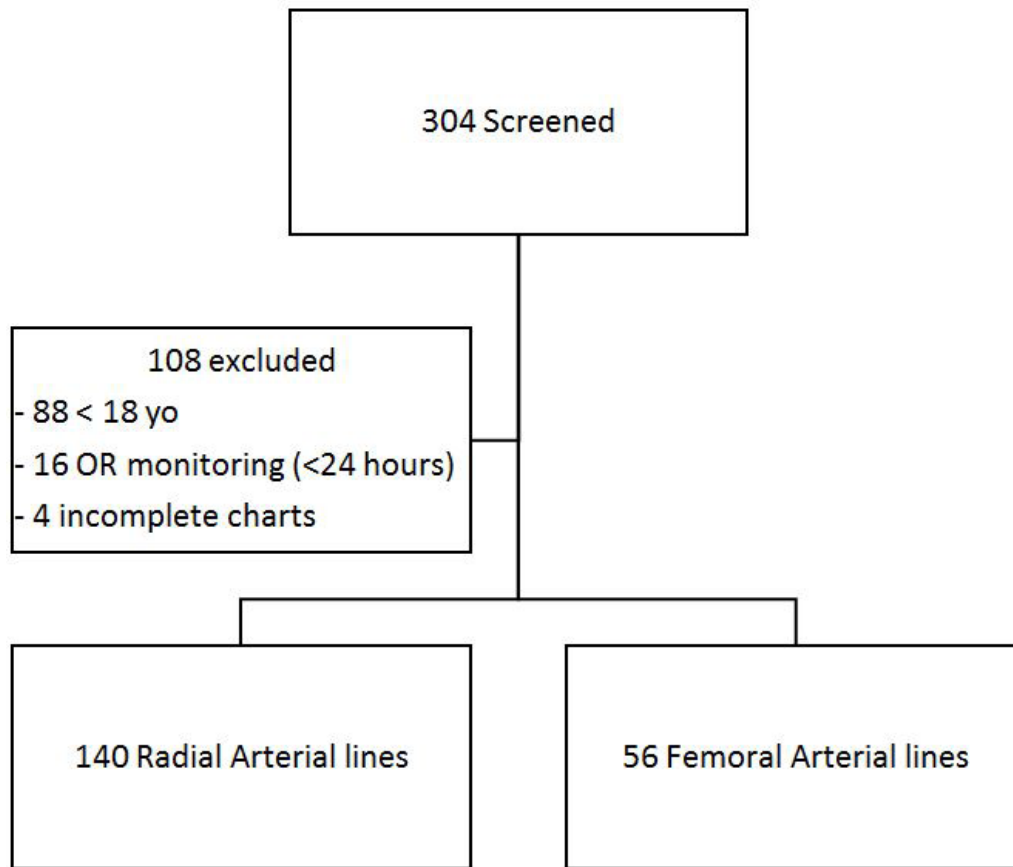 304 Screened
108 excluded
- 88 < 18 yo
- 16 OR monitoring (<24 hours)
- 4 incomplete charts
140 Radial Arterial lines
56 Femoral Arterial lines